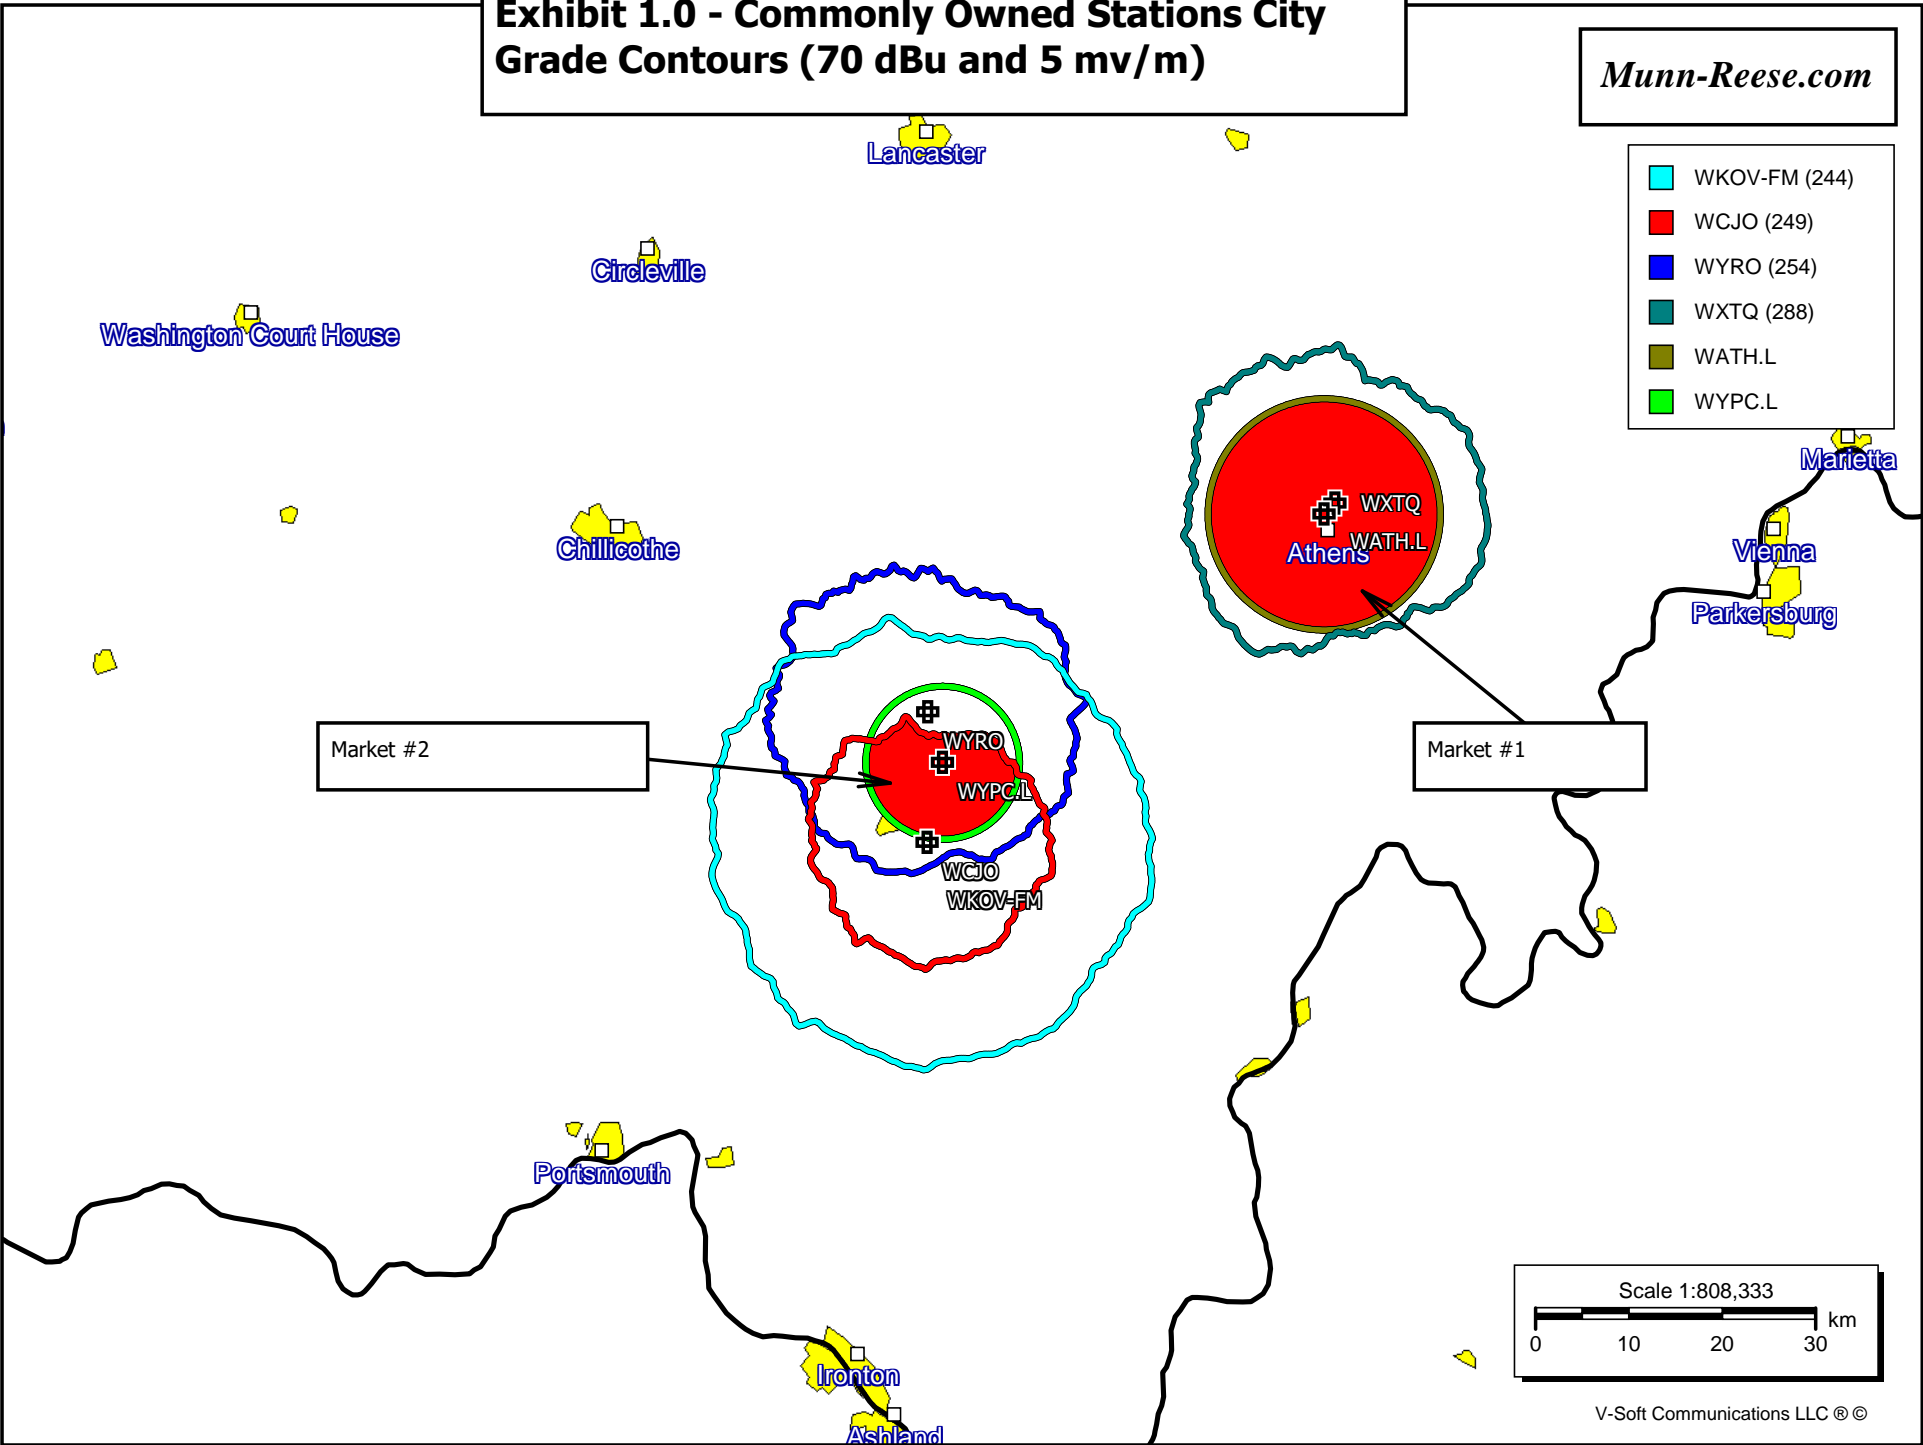 Exhibit 1.0 - Commonly Owned Stations City
Grade Contours (70 dBu and 5 mv/m)
Munn-Reese.com
WKOV-FM (244)
WCJO (249)
WYRO (254)
WXTQ (288)
WATH.L
WYPC.L
Lancaster
Circleville
Washington Court House
Marietta
Chillicothe
WXTQ
WATH.L
Athens
Vienna
Parkersburg
Market #2
WYRO
Market #1
WYPC.L
WCJO
WKOV-FM
Portsmouth
Scale 1:808,333
km
0 10 20 30
Ironton
V-Soft Communications LLC ® ©
Ashland